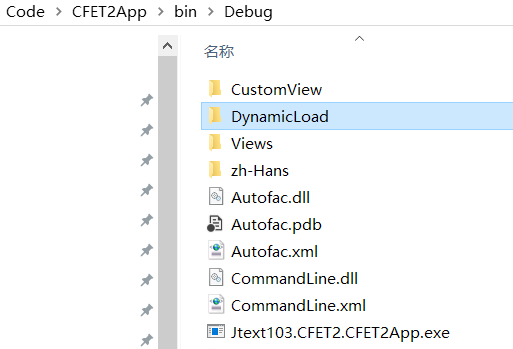 Code > CFET2App > bin > Debug
名称
CustomView
DynamicLoad
Views
zh-Hans
Autofac.dll
Autofac.pdb
Autofac.xml
CommandLine.dll
CommandLine.xml
Jtext103.CFET2.CFET2App.exe